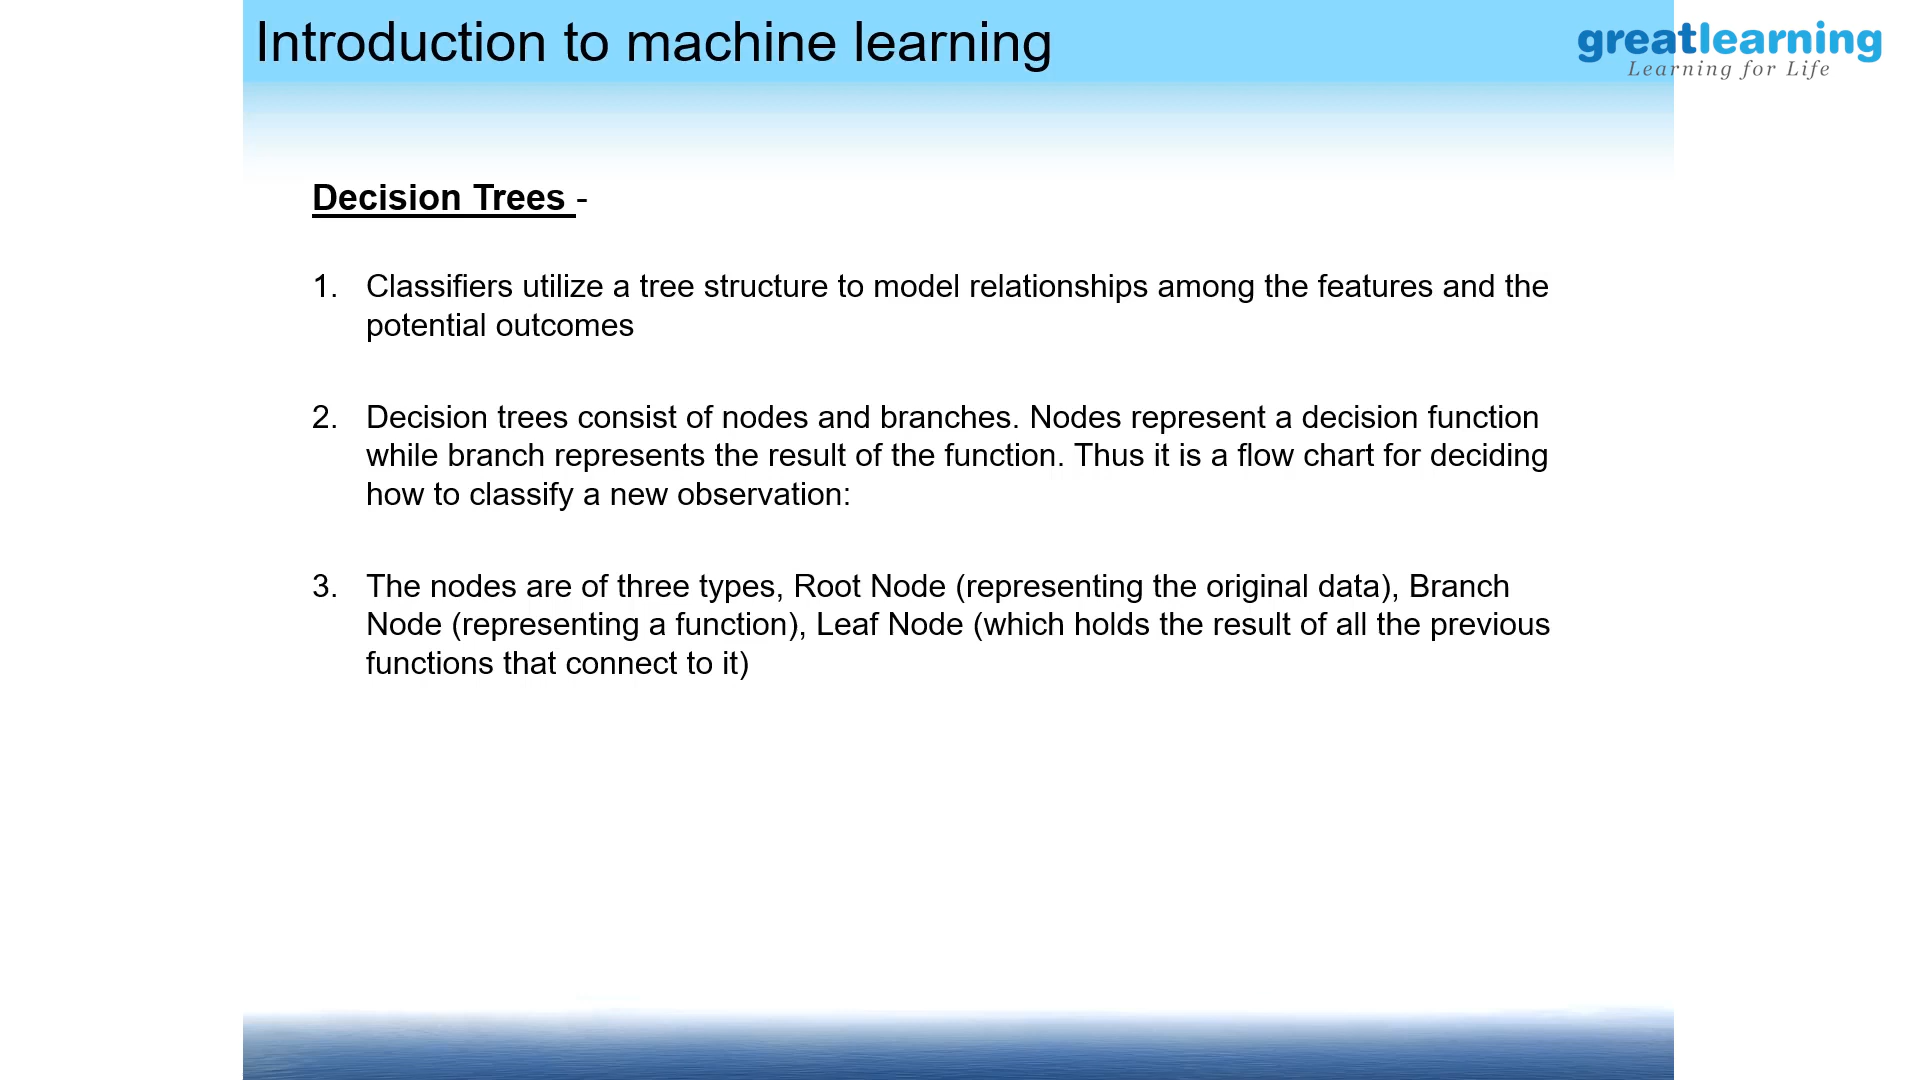 Introduction to machine learning
greatlearning
Learning for Life
Decision Trees -
1. Classifiers utilize a tree structure to model relationships among the features and the
potential outcomes
2. Decision trees consist of nodes and branches. Nodes represent a decision function
while branch represents the result of the function. Thus it is a flow chart for deciding
how to classify a new observation:
3. The nodes are of three types, Root Node (representing the original data), Branch
Node (representing a function), Leaf Node (which holds the result of all the previous
functions that connect to it)